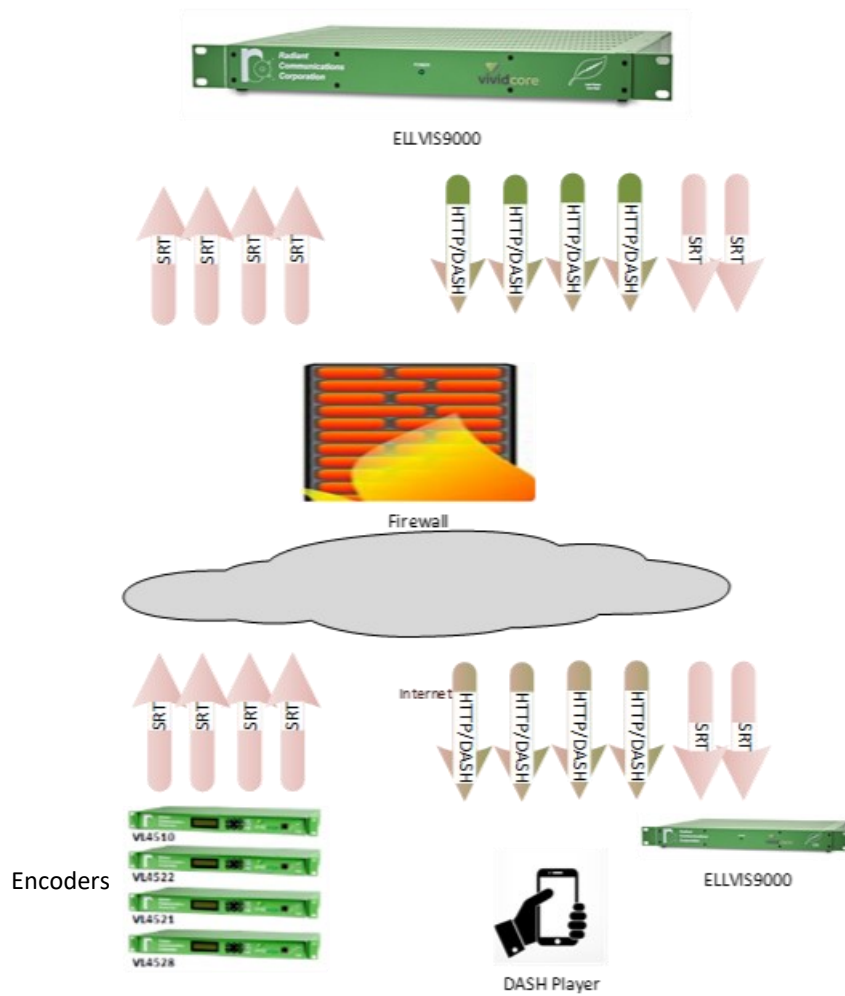 Radiant
Communications
Corporation
POWER
vividcore
ELLVIS9000
SRT
SRT
SRT
SRT
HTTP/DASH
HTTP/DASH
HTTP/DASH
HTTP/DASH
SRT
SRT
Firewall
Internet
SRT
SRT
SRT
SRT
HTTP/DASH
HTTP/DASH
HTTP/DASH
HTTP/DASH
SRT
SRT
VL4510
VL4522
VL4521
VL4528
Encoders
ELLVIS9000
DASH Player